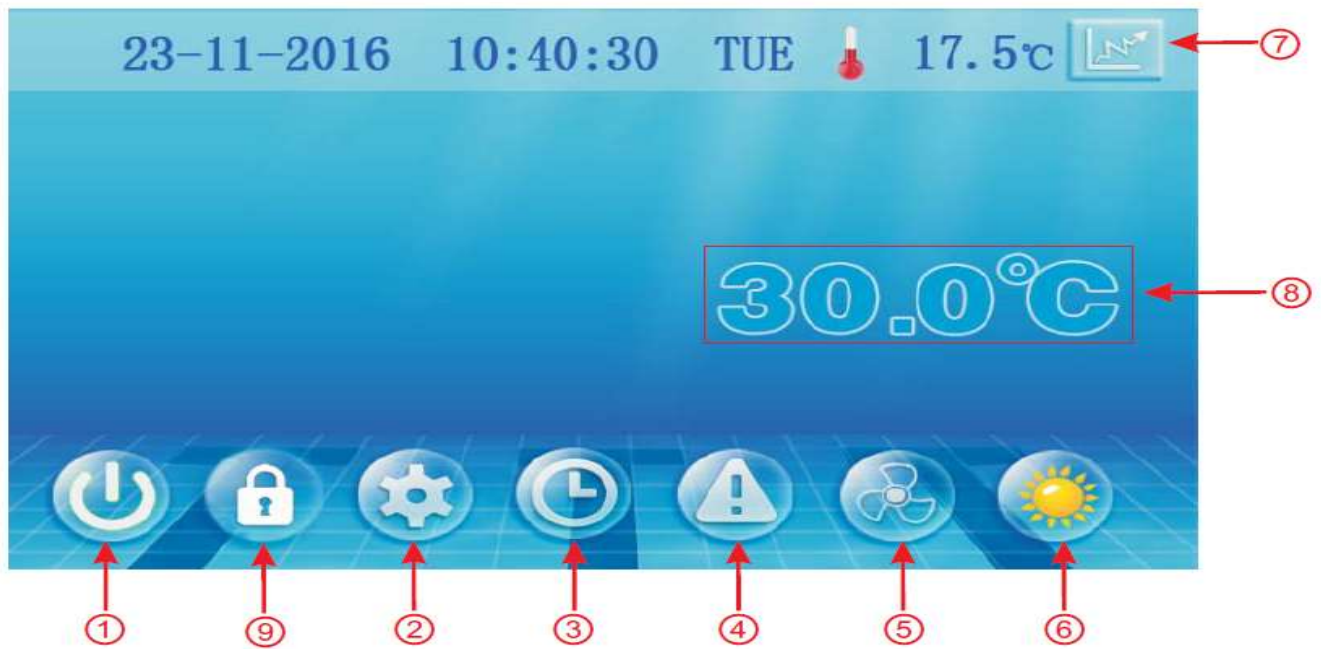 23-11-2016 10:40:30 TUE 17.5℃ ⑦
30.0℃ ⑧
① ⑨ ② ③ ④ ⑤ ⑥